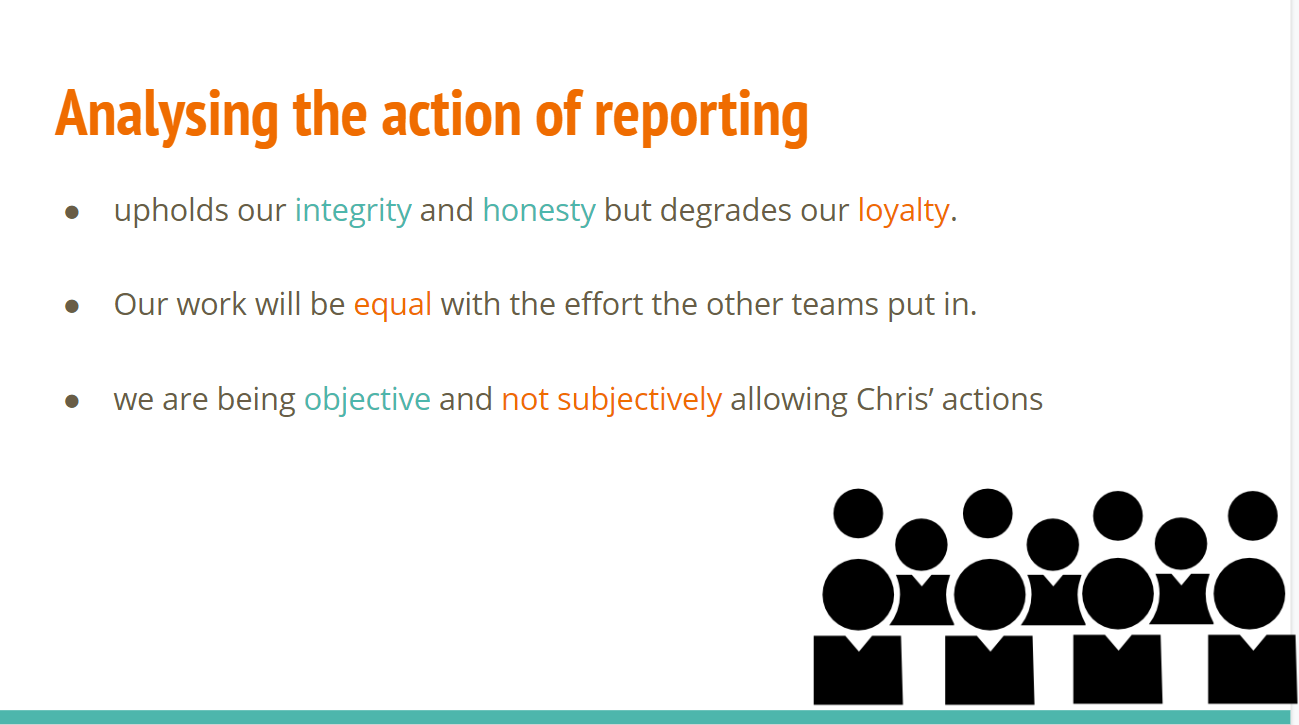 Analysing the action of reporting
● upholds our integrity and honesty but degrades our loyalty.
● Our work will be equal with the effort the other teams put in.
● we are being objective and not subjectively allowing Chris’ actions